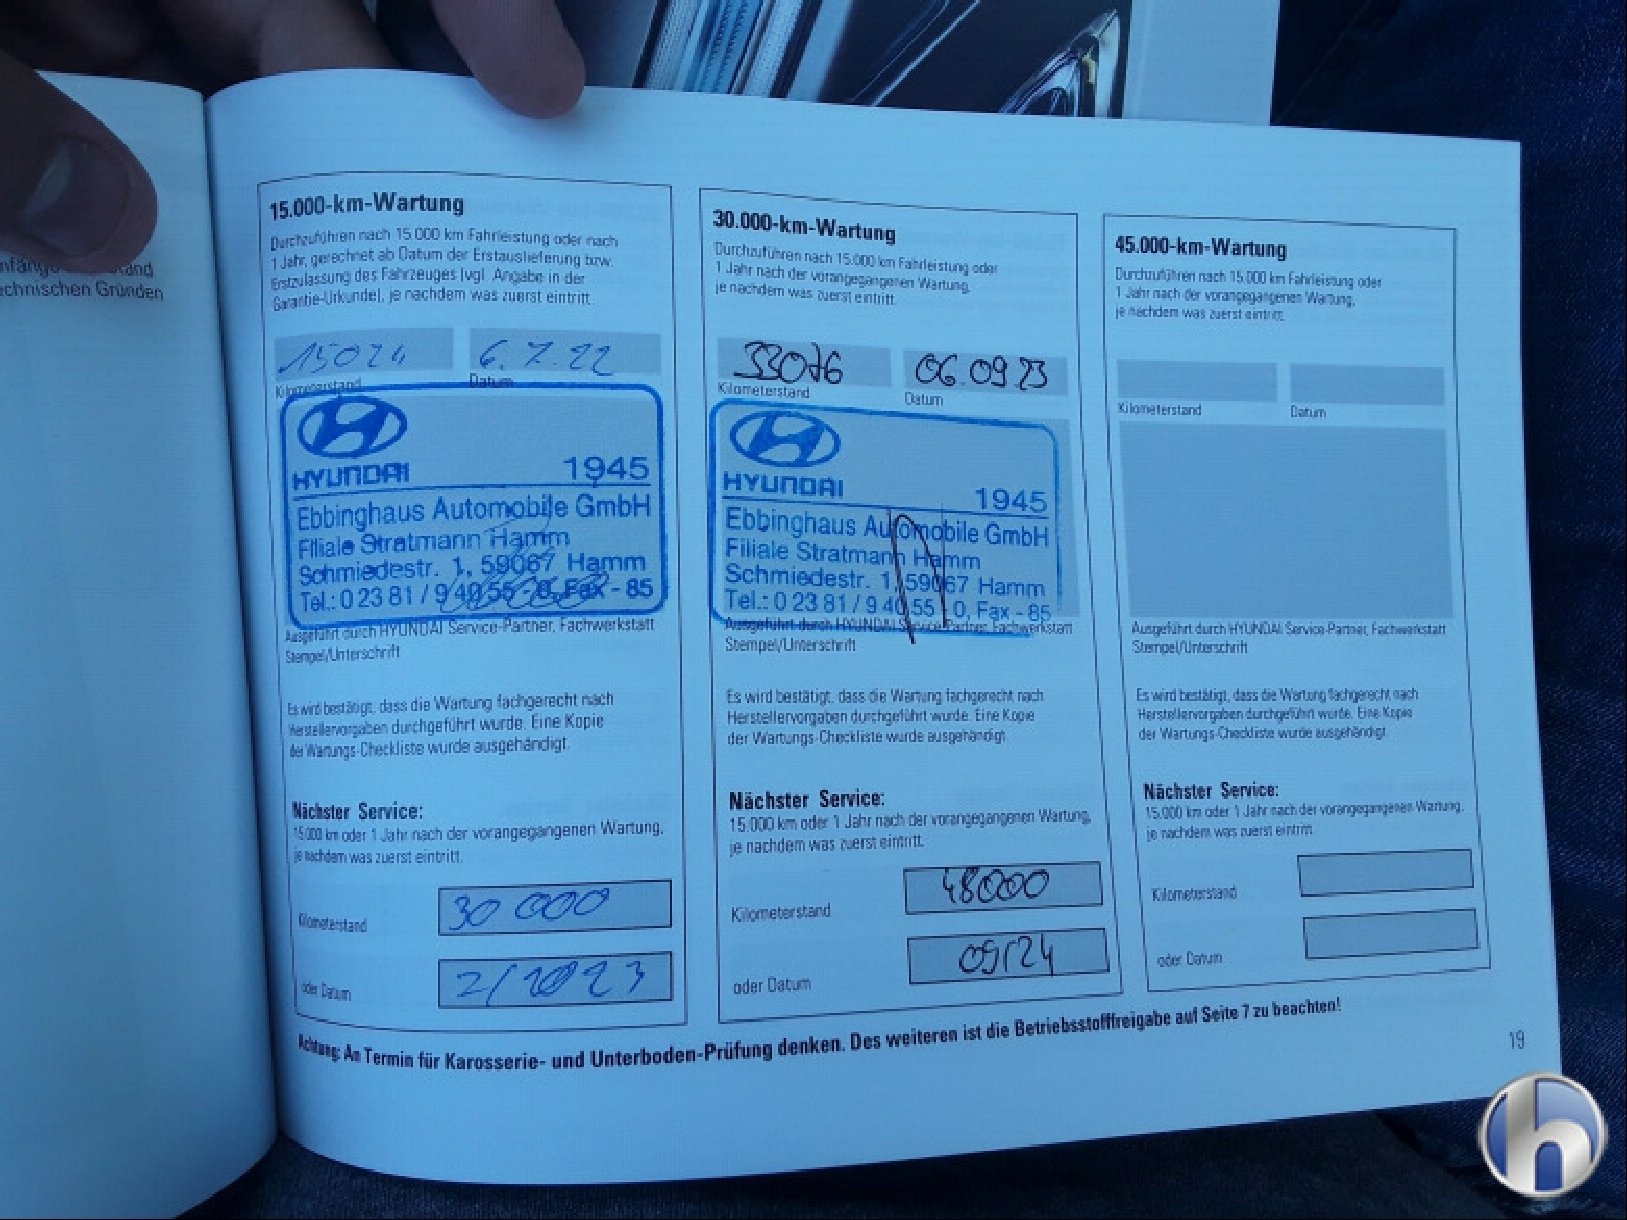 technischen Gründen
15.000-km-Wartung
Durchzuführen nach 15.000 km Fahrleistung oder nach
1 Jahr, gerechnet ab Datum der Erstauslieferung bzw.
Erstzulassung des Fahrzeuges (vgl. Angabe in der
Garantie-Urkunde), je nachdem was zuerst eintritt.
15024 6.7.22
Kilometerstand Datum
HYUNDAI 1945
Ebbinghaus Automobile GmbH
Filiale Stratmann Hamm
Schmiedestr. 1, 59067 Hamm
Tel.: 0 23 81 / 9 40 55 - 0, Fax - 85
Ausgeführt durch HYUNDAI Service-Partner, Fachwerkstatt
Stempel/Unterschrift
Es wird bestätigt, dass die Wartung fachgerecht nach
Herstellervorgaben durchgeführt wurde. Eine Kopie
der Wartungs-Checkliste wurde ausgehändigt.
Nächster Service:
15.000 km oder 1 Jahr nach der vorangegangenen Wartung,
je nachdem was zuerst eintritt.
Kilometerstand 30 000
oder Datum 2/2023
30.000-km-Wartung
Durchzuführen nach 15.000 km Fahrleistung oder
1 Jahr nach der vorangegangenen Wartung,
je nachdem was zuerst eintritt.
33076 06.09.23
Kilometerstand Datum
HYUNDAI 1945
Ebbinghaus Automobile GmbH
Filiale Stratmann Hamm
Schmiedestr. 1, 59067 Hamm
Tel.: 0 23 81 / 9 40 55 - 0, Fax - 85
Ausgeführt durch HYUNDAI Service-Partner, Fachwerkstatt
Stempel/Unterschrift
Es wird bestätigt, dass die Wartung fachgerecht nach
Herstellervorgaben durchgeführt wurde. Eine Kopie
der Wartungs-Checkliste wurde ausgehändigt.
Nächster Service:
15.000 km oder 1 Jahr nach der vorangegangenen Wartung,
je nachdem was zuerst eintritt.
Kilometerstand 48000
oder Datum 09/24
45.000-km-Wartung
Durchzuführen nach 15.000 km Fahrleistung oder
1 Jahr nach der vorangegangenen Wartung,
je nachdem was zuerst eintritt.
Kilometerstand Datum
Ausgeführt durch HYUNDAI Service-Partner, Fachwerkstatt
Stempel/Unterschrift
Es wird bestätigt, dass die Wartung fachgerecht nach
Herstellervorgaben durchgeführt wurde. Eine Kopie
der Wartungs-Checkliste wurde ausgehändigt.
Nächster Service:
15.000 km oder 1 Jahr nach der vorangegangenen Wartung,
je nachdem was zuerst eintritt.
Kilometerstand
oder Datum
Achtung: An Termin für Karosserie- und Unterboden-Prüfung denken. Des weiteren ist die Betriebsstofffreigabe auf Seite 7 zu beachten!
19
h